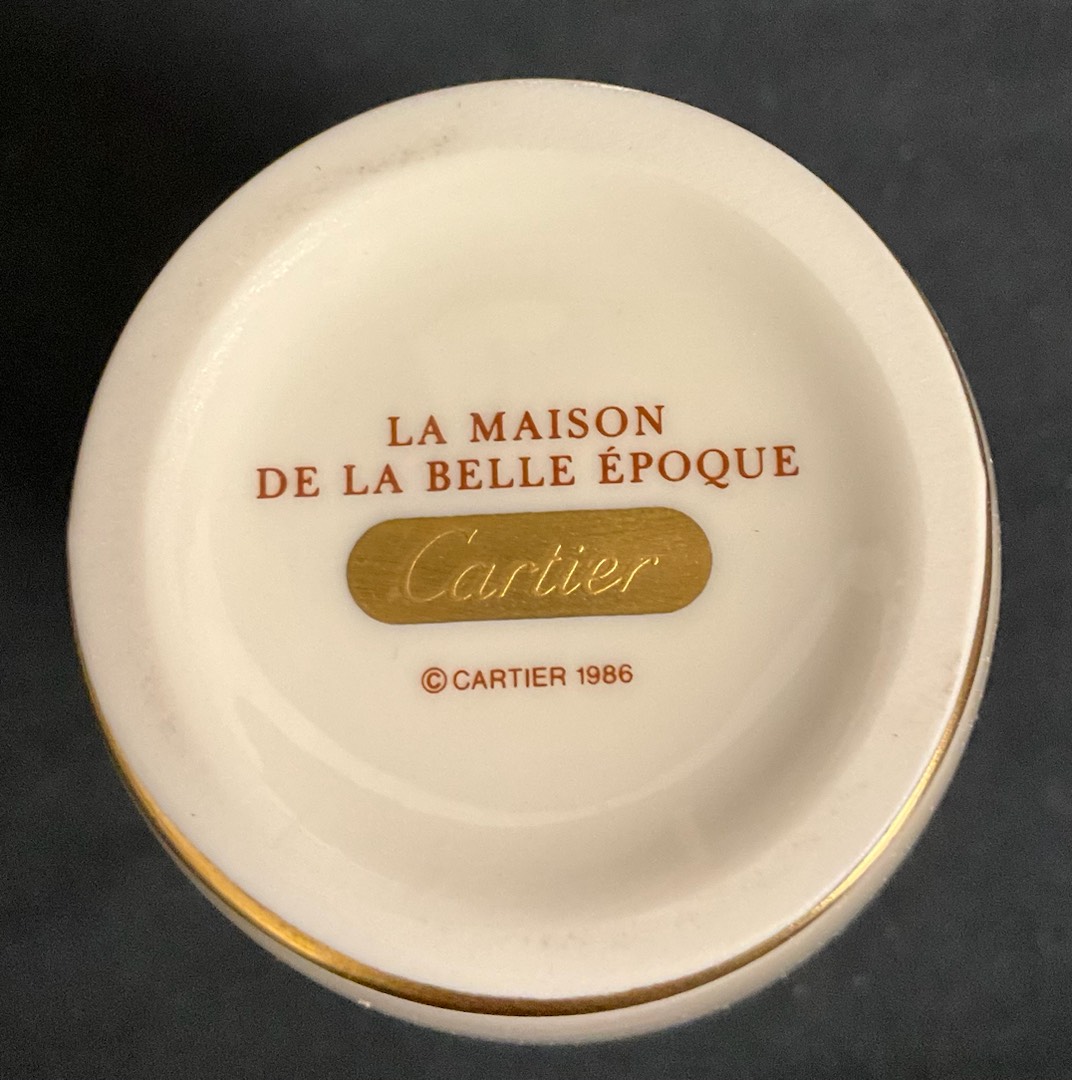 LA MAISON
DE LA BELLE ÉPOQUE
Cartier
© CARTIER 1986